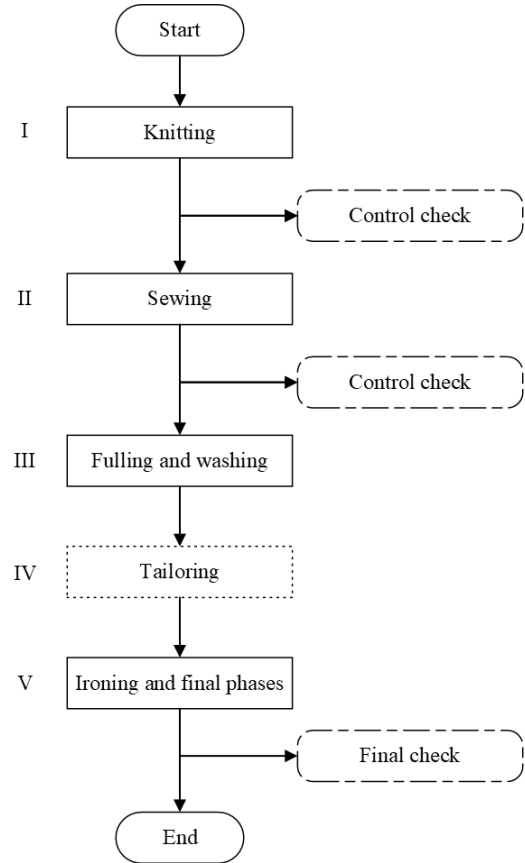 Start
I
Knitting
Control check
II
Sewing
Control check
III
Fulling and washing
IV
Tailoring
V
Ironing and final phases
Final check
End